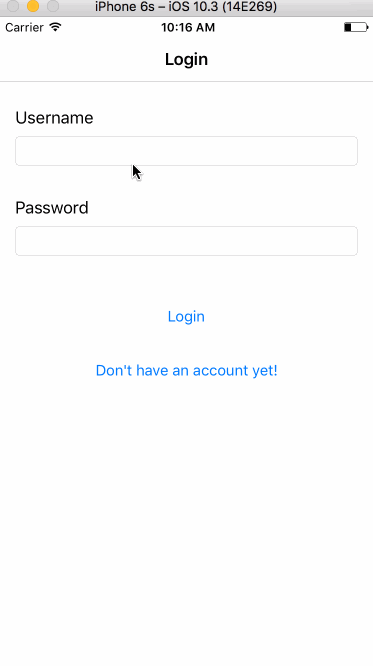 iPhone 6s – iOS 10.3 (14E269)
Carrier 10:16 AM
Login
Username
Password
Login
Don't have an account yet!